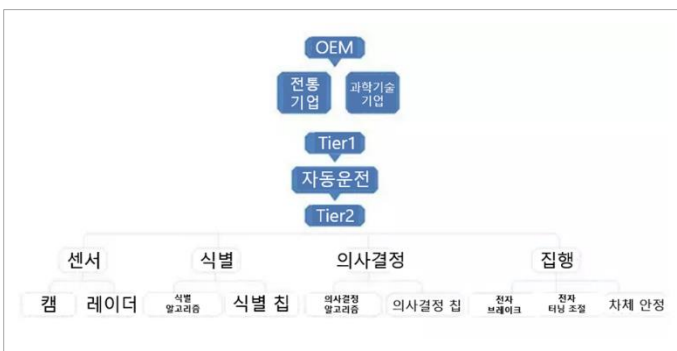 OEM
전통
기업
과학기술
기업
Tier1
자동운전
Tier2
센서 식별 의사결정 집행
캠 레이더 식별
알고리즘 식별 칩 의사결정
알고리즘 의사결정 칩 전자
브레이크 전자
터닝 조절 차체 안정